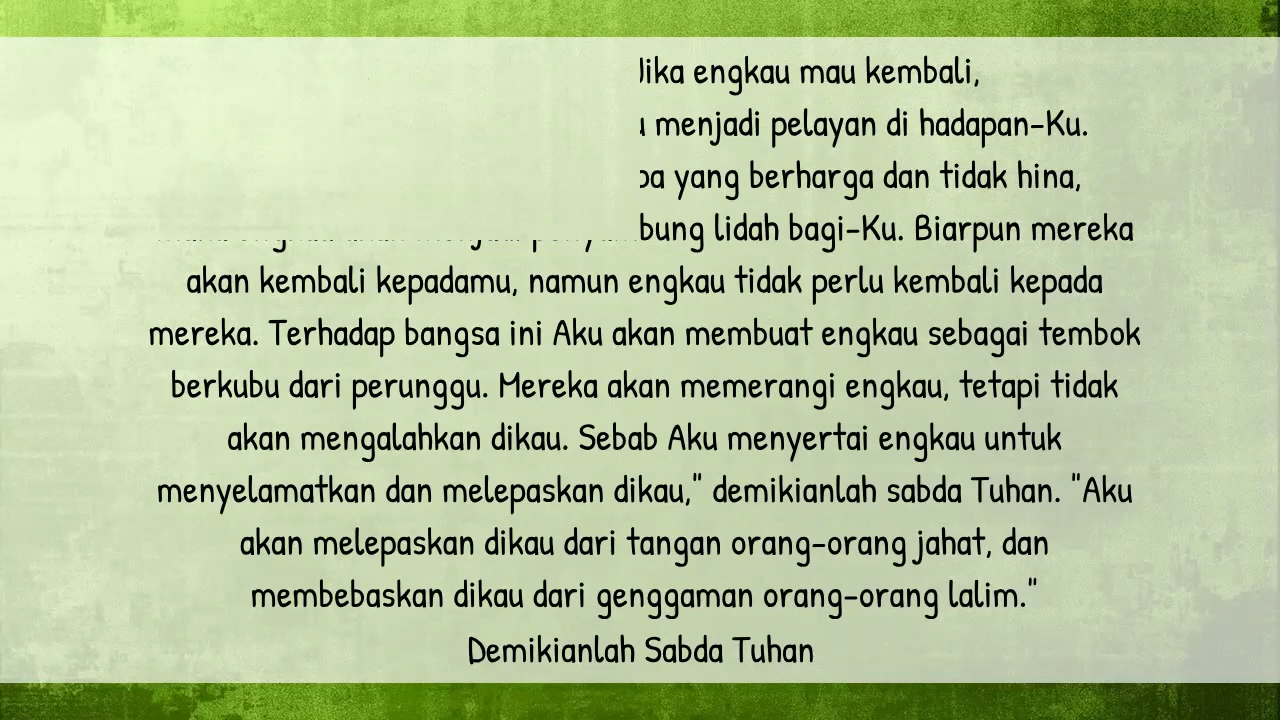 engkau mau kembali,
menjadi pelayan di hadapan-Ku.
yang berharga dan tidak hina,
lidah bagi-Ku. Biarpun mereka
akan kembali kepadamu, namun engkau tidak perlu kembali kepada
mereka. Terhadap bangsa ini Aku akan membuat engkau sebagai tembok
berkubu dari perunggu. Mereka akan memerangi engkau, tetapi tidak
akan mengalahkan dikau. Sebab Aku menyertai engkau untuk
menyelamatkan dan melepaskan dikau," demikianlah sabda Tuhan. "Aku
akan melepaskan dikau dari tangan orang-orang jahat, dan
membebaskan dikau dari genggaman orang-orang lalim."
Demikianlah Sabda Tuhan